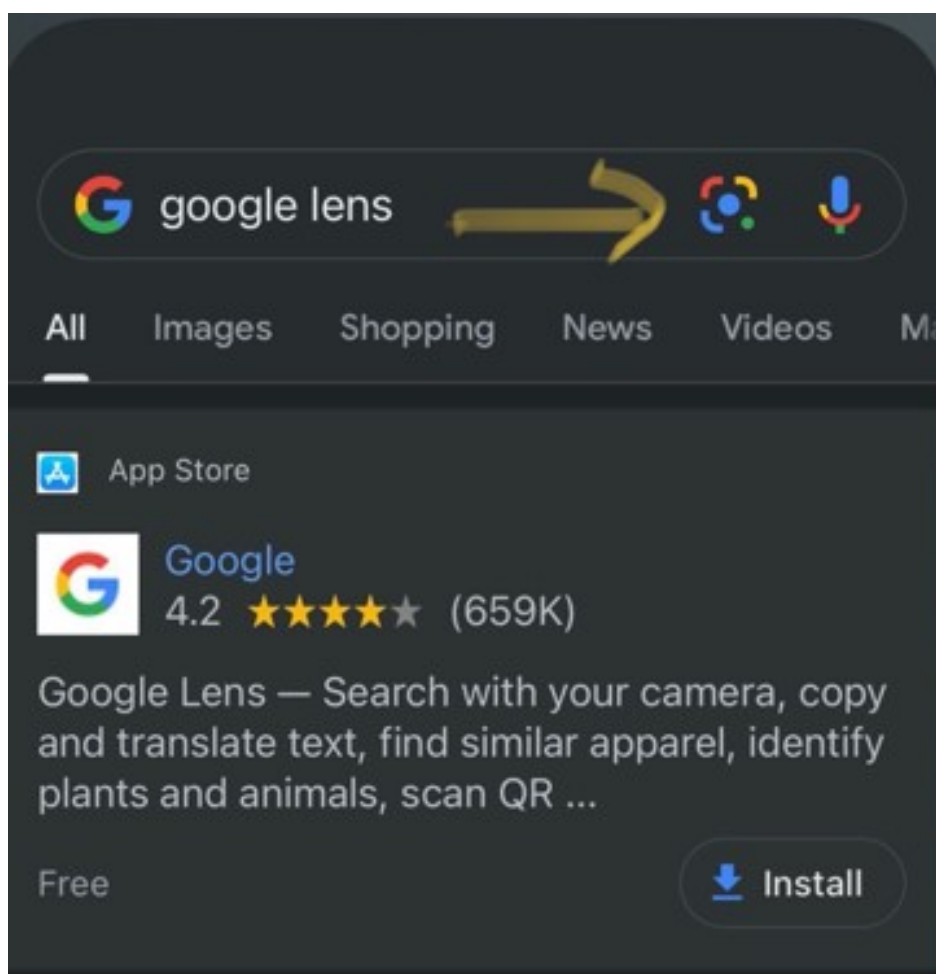 google lens
All Images Shopping News Videos Ma
App Store
Google
4.2 (659K)
Google Lens — Search with your camera, copy
and translate text, find similar apparel, identify
plants and animals, scan QR ...
Free Install